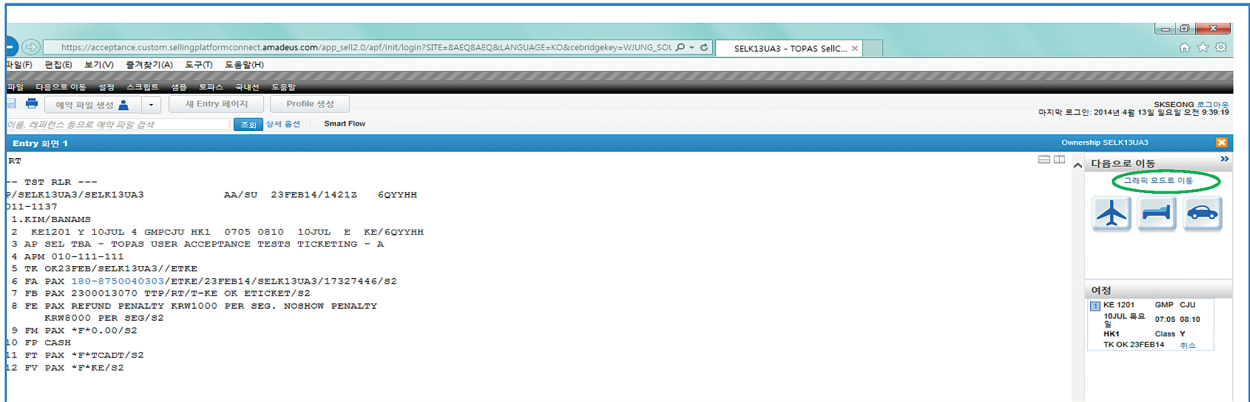 https://acceptance.custom.sellingplatformconnect.amadeus.com/app_sell2.0/apf/init/login?SITE=8AEQ8AEQ&LANGUAGE=KO&cebridgekey=WJUNG_SOL
SELK13UA3 - TOPAS SellC... ×
파일(F) 편집(E) 보기(V) 즐겨찾기(A) 도구(T) 도움말(H)
파일 다음으로 이동 설정 스크립트 샘플 토파스 국내선 도움말
예약 파일 생성 새 Entry 페이지 Profile 생성
SKSEONG 로그아웃
마지막 로그인: 2014년 4월 13일 일요일 오전 9:39:19
이름, 레퍼런스 등으로 예약 파일 검색 조회 상세 옵션 Smart Flow
Entry 화면 1
Ownership SELK13UA3
RT
-- TST RLR ---
P/SELK13UA3/SELK13UA3 AA/SU 23FEB14/1421Z 6QYYHH
011-1137
1.KIM/BANAMS
2 KE1201 Y 10JUL 4 GMPCJU HK1 0705 0810 10JUL E KE/6QYYHH
3 AP SEL TBA - TOPAS USER ACCEPTANCE TESTS TICKETING - A
4 APM 010-111-111
5 TK OK23FEB/SELK13UA3//ETKE
6 FA PAX 180-8750040303/ETKE/23FEB14/SELK13UA3/17327446/S2
7 FB PAX 2300013070 TTP/RT/T-KE OK ETICKET/S2
8 FE PAX REFUND PENALTY KRW1000 PER SEG. NOSHOW PENALTY
KRW8000 PER SEG/S2
9 FM PAX *F*0.00/S2
10 FP CASH
11 FT PAX *F*TCADT/S2
12 FV PAX *F*KE/S2
다음으로 이동 »
그래픽 모드로 이동
여정
1 KE 1201 GMP CJU
10JUL 목요일 07:05 08:10
HK1 Class Y
TK OK 23FEB14 취소